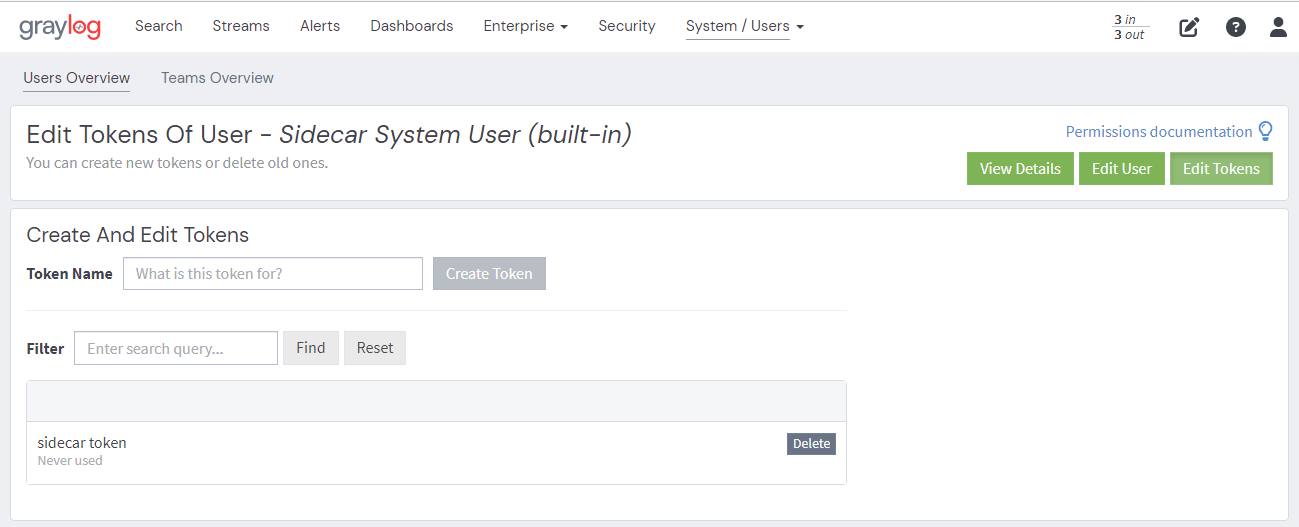 graylog Search Streams Alerts Dashboards Enterprise Security System / Users 3 in
3 out
Users Overview Teams Overview
Edit Tokens Of User - Sidecar System User (built-in)
Permissions documentation
You can create new tokens or delete old ones.
View Details Edit User Edit Tokens
Create And Edit Tokens
Token Name What is this token for? Create Token
Filter Enter search query... Find Reset
sidecar token Delete
Never used